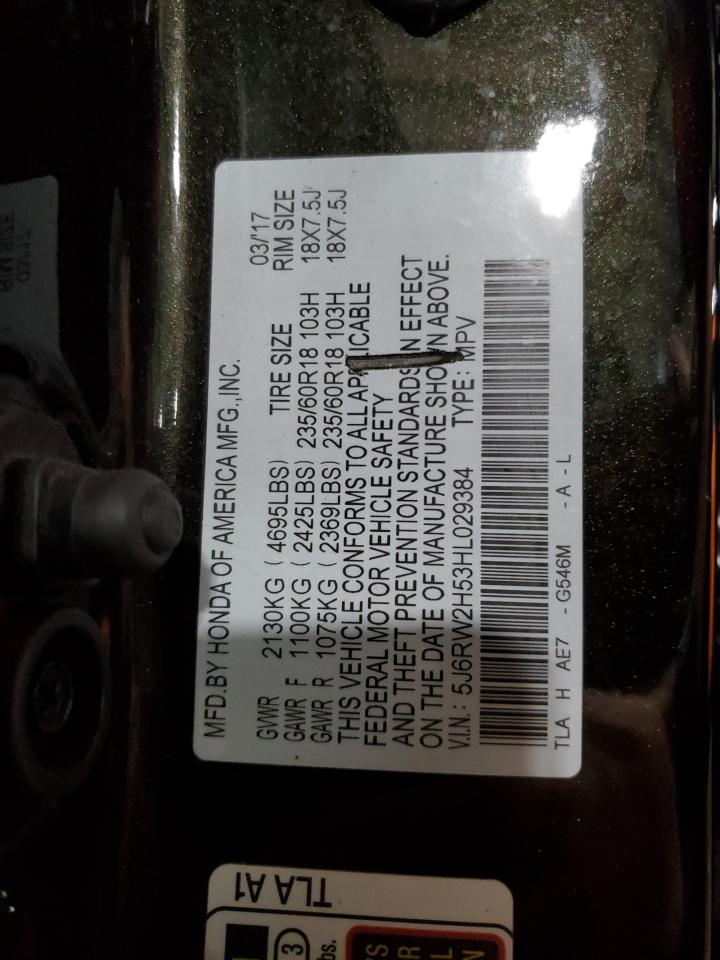 MFD.BY HONDA OF AMERICA MFG.,INC.
03/'17
GVWR 2130KG ( 4695LBS) TIRE SIZE RIM SIZE
GAWR F 1100KG ( 2425LBS) 235/60R18 103H 18X7.5J
GAWR R 1075KG ( 2369LBS) 235/60R18 103H 18X7.5J
THIS VEHICLE CONFORMS TO ALL APPLICABLE
FEDERAL MOTOR VEHICLE SAFETY
AND THEFT PREVENTION STANDARDS IN EFFECT
ON THE DATE OF MANUFACTURE SHOWN ABOVE.
V.I.N.: 5J6RW2H53HL029384 TYPE: MPV
TLA H AE7 - G546M - A - L
TLA A1
3